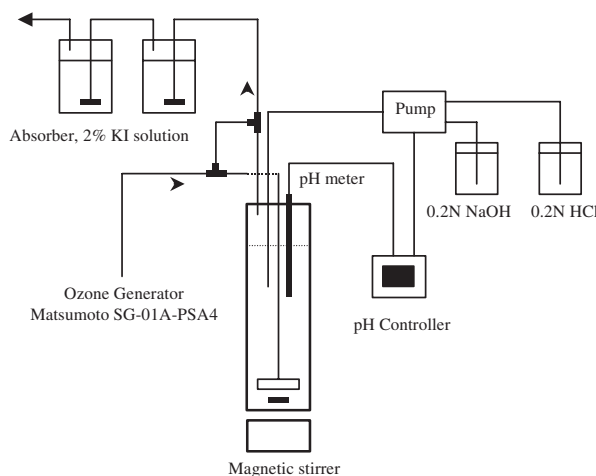 Pump
Absorber, 2% KI solution
pH meter
0.2N NaOH
0.2N HCl
Ozone Generator
Matsumoto SG-01A-PSA4
pH Controller
Magnetic stirrer